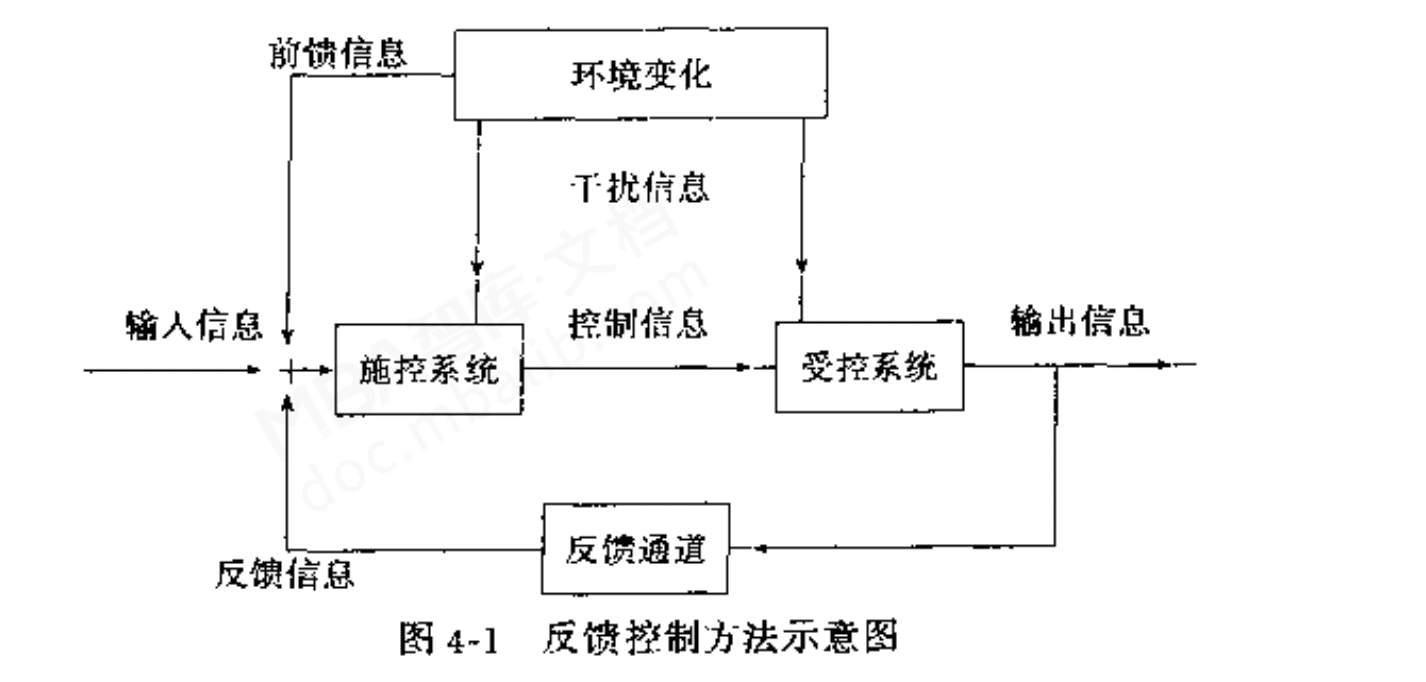 前馈信息
环境变化
干扰信息
输入信息
控制信息
输出信息
施控系统
受控系统
反馈通道
反馈信息
图 4-1 反馈控制方法示意图
MBA智库·文档
doc.mbalib.com